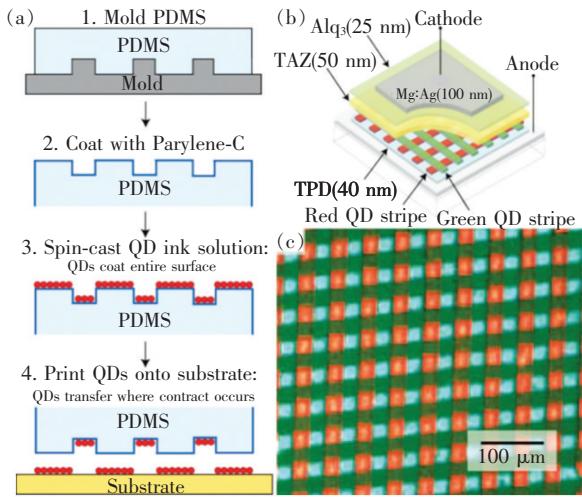 (a)
1. Mold PDMS
PDMS
Mold
2. Coat with Parylene-C
PDMS
3. Spin-cast QD ink solution:
QDs coat entire surface
PDMS
4. Print QDs onto substrate:
QDs transfer where contract occurs
PDMS
Substrate
(b)
Cathode
Alq3(25 nm)
TAZ(50 nm)
Anode
Mg:Ag(100 nm)
TPD(40 nm)
Red QD stripe
Green QD stripe
(c)
100 μm